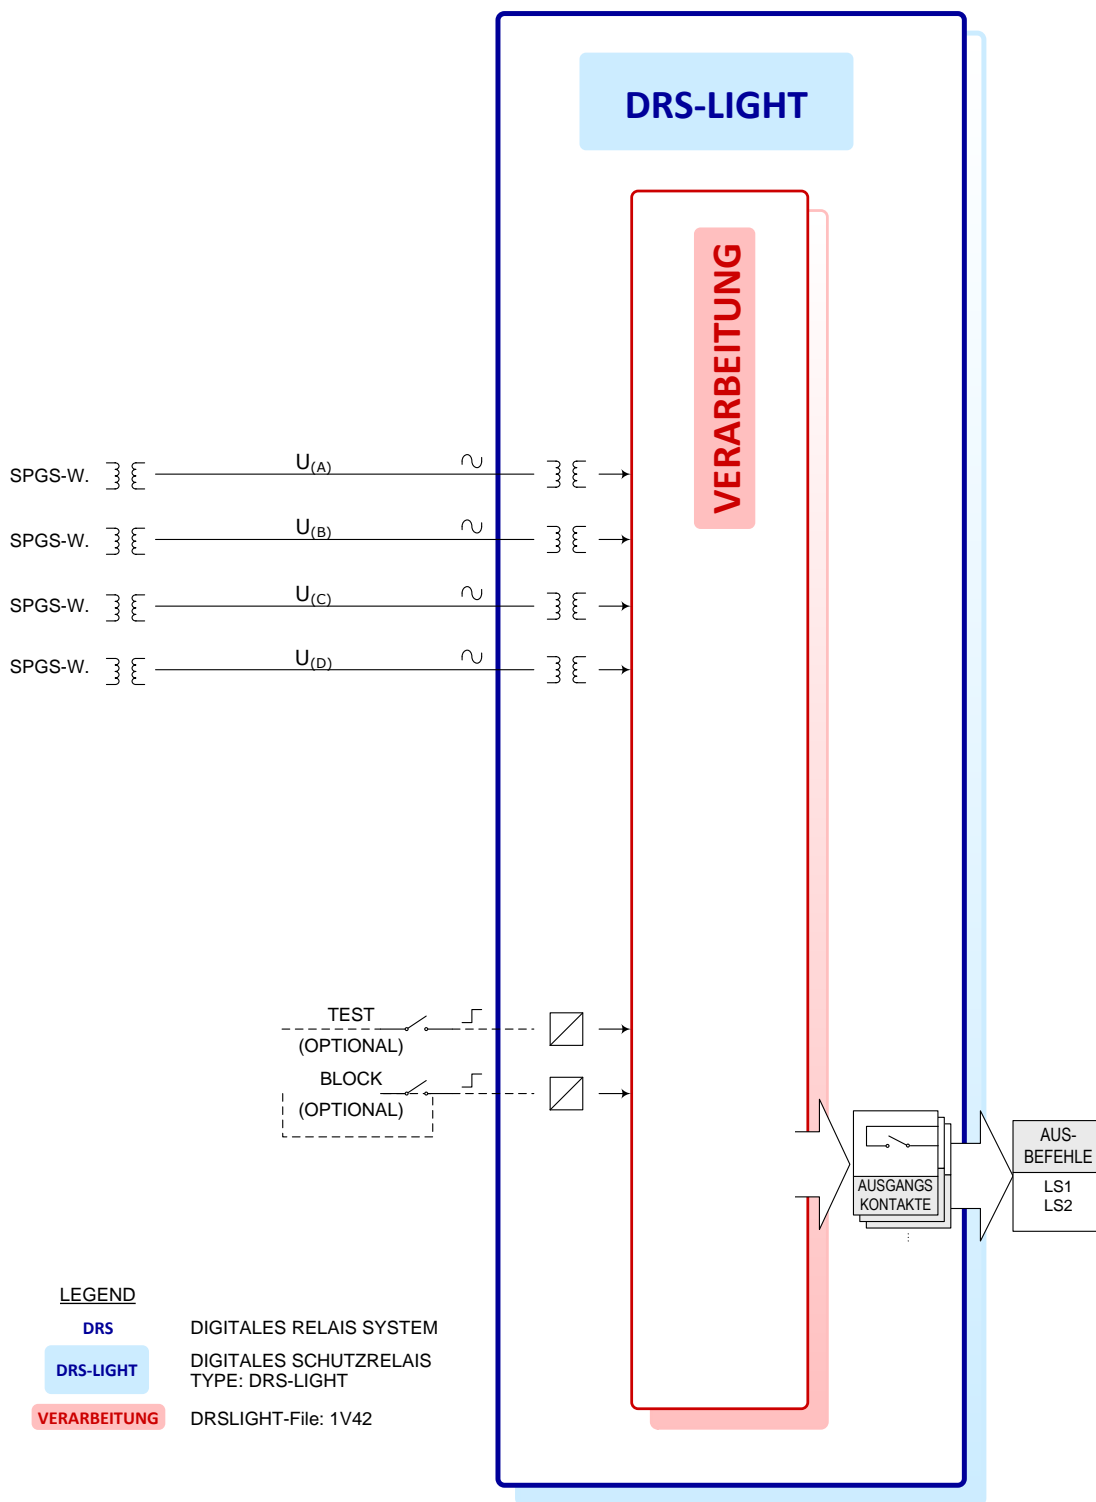 DRS-LIGHT
VERARBEITUNG
SPGS-W.
U(A)
SPGS-W.
U(B)
SPGS-W.
U(C)
SPGS-W.
U(D)
TEST
(OPTIONAL)
BLOCK
(OPTIONAL)
AUSGANGS
KONTAKTE
AUS-
BEFEHLE
LS1
LS2
LEGEND
DRS DIGITALES RELAIS SYSTEM
DRS-LIGHT DIGITALES SCHUTZRELAIS
TYPE: DRS-LIGHT
VERARBEITUNG DRSLIGHT-File: 1V42